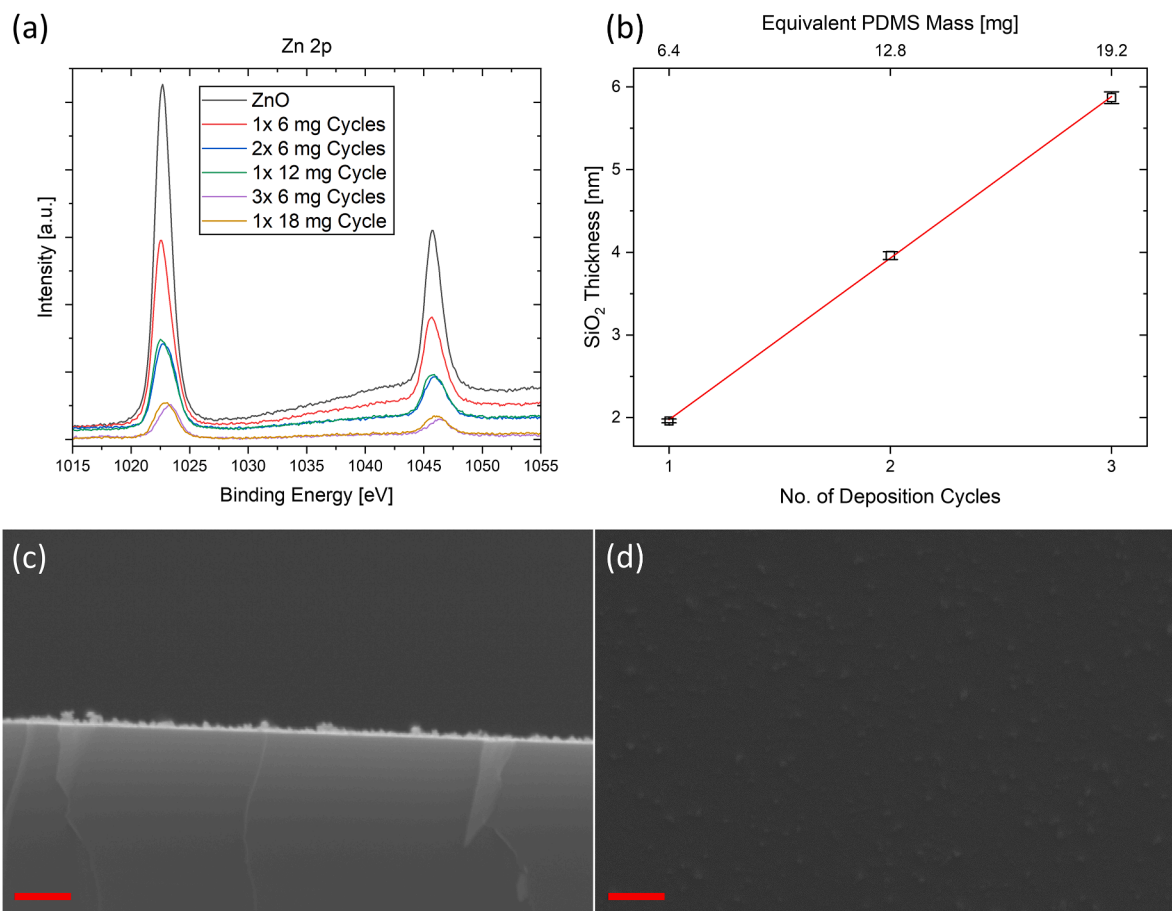 (a)
Zn 2p
ZnO
1x 6 mg Cycles
2x 6 mg Cycles
1x 12 mg Cycle
3x 6 mg Cycles
1x 18 mg Cycle
Intensity [a.u.]
1015 1020 1025 1030 1035 1040 1045 1050 1055
Binding Energy [eV]
(b)
Equivalent PDMS Mass [mg]
6.4 12.8 19.2
6
5
4
3
2
SiO₂ Thickness [nm]
1 2 3
No. of Deposition Cycles
(c)
(d)